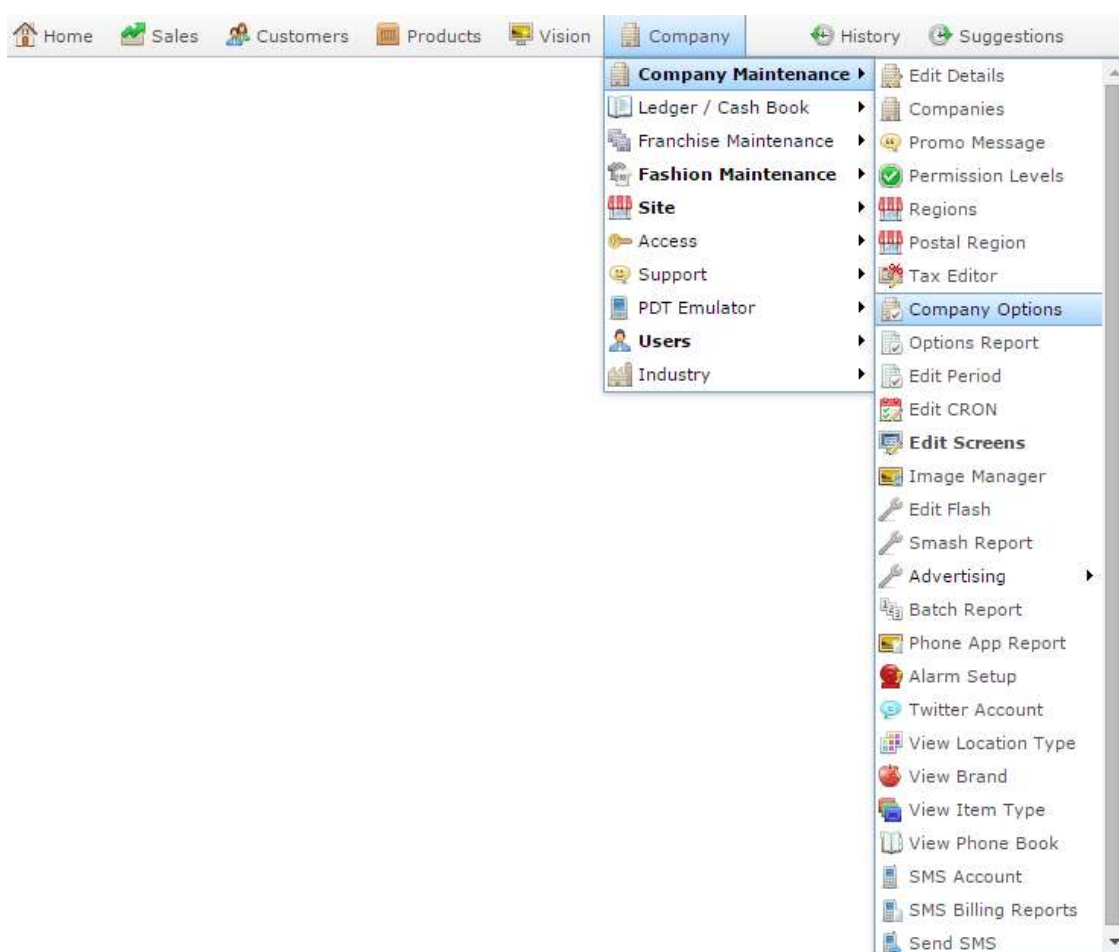 Home Sales Customers Products Vision Company History Suggestions
Company Maintenance
Ledger / Cash Book
Franchise Maintenance
Fashion Maintenance
Site
Access
Support
PDT Emulator
Users
Industry
Edit Details
Companies
Promo Message
Permission Levels
Regions
Postal Region
Tax Editor
Company Options
Options Report
Edit Period
Edit CRON
Edit Screens
Image Manager
Edit Flash
Smash Report
Advertising
Batch Report
Phone App Report
Alarm Setup
Twitter Account
View Location Type
View Brand
View Item Type
View Phone Book
SMS Account
SMS Billing Reports
Send SMS